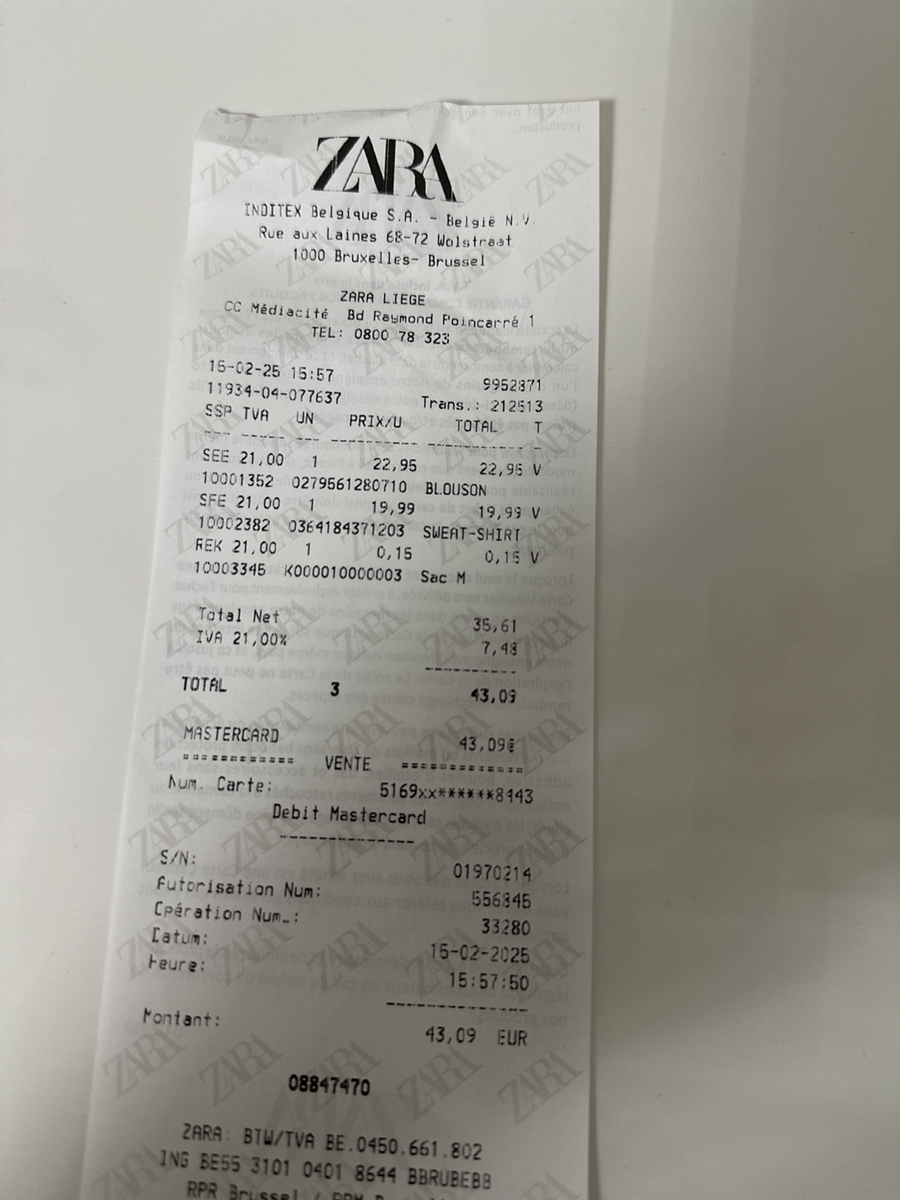 ZARA
INDITEX Belgique S.A. - België N.V.
Rue aux Laines 68-72 Wolstraat
1000 Bruxelles- Brussel
ZARA LIEGE
CC Médiacité Bd Raymond Poincarré 1
TEL: 0800 78 323
15-02-25 15:57 9952871
11934-04-077637 Trans.: 212513
SSP TVA UN PRIX/U TOTAL T
SEE 21,00 1 22,95 22,95 V
10001352 0279561280710 BLOUSON
SFE 21,00 1 19,99 19,99 V
10002382 0364184371203 SWEAT-SHIRT
REK 21,00 1 0,15 0,15 V
10003345 K000010000003 Sac M
Total Net 35,61
IVA 21,00% 7,48
TOTAL 3 43,09
MASTERCARD 43,09€
============ VENTE =============
Num. Carte: 5169xx******8443
Debit Mastercard
S/N: 01970214
Autorisation Num: 556845
Opération Num.: 33280
Datum: 15-02-2025
Heure: 15:57:50
Montant: 43,09 EUR
08847470
ZARA: BTW/TVA BE.0450.661.802
ING BE55 3101 0401 8644 BBRUBEBB
RPR Brussel /